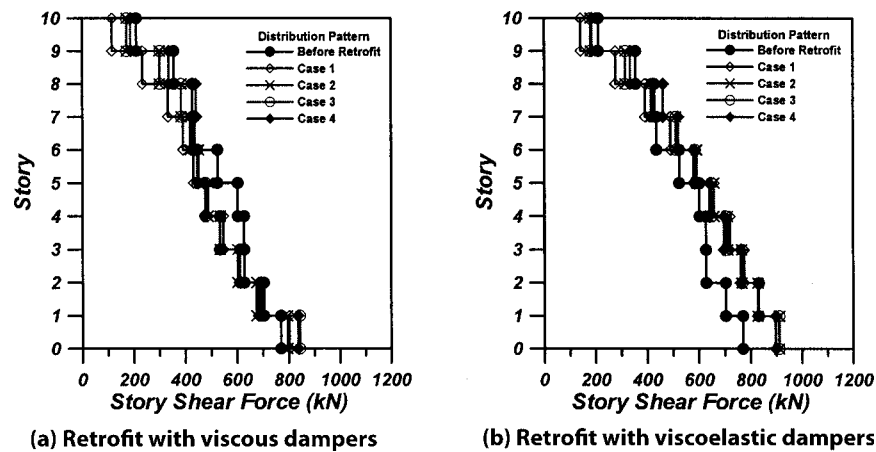 10
9
8
7
6
5
4
3
2
1
0
Story
Distribution Pattern
Before Retrofit
Case 1
Case 2
Case 3
Case 4
0 200 400 600 800 1000 1200
Story Shear Force (kN)
(a) Retrofit with viscous dampers
10
9
8
7
6
5
4
3
2
1
0
Story
Distribution Pattern
Before Retrofit
Case 1
Case 2
Case 3
Case 4
0 200 400 600 800 1000 1200
Story Shear Force (kN)
(b) Retrofit with viscoelastic dampers